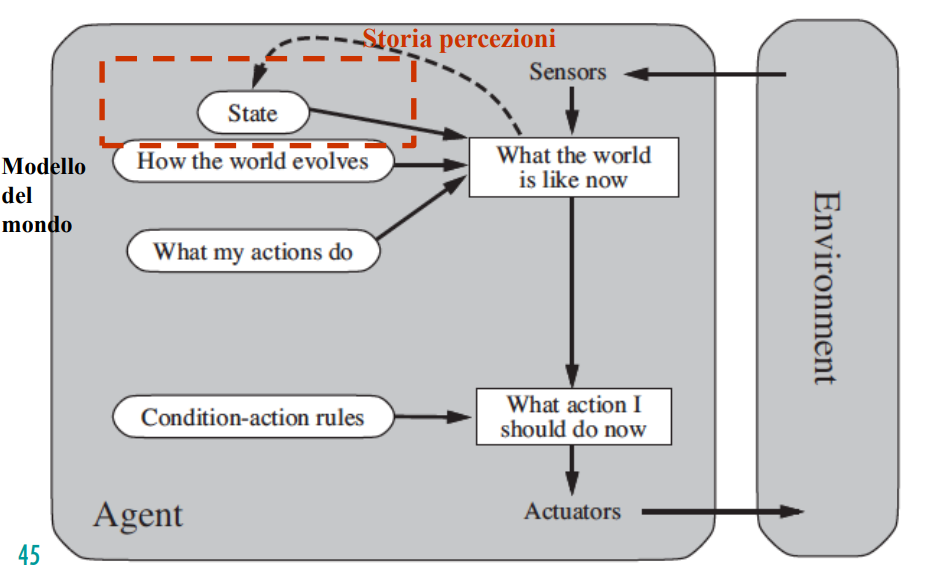 Storia percezioni
Sensors
State
What the world
is like now
How the world evolves
Modello
del
mondo
What my actions do
Environment
Condition-action rules
What action I
should do now
Agent
Actuators
45